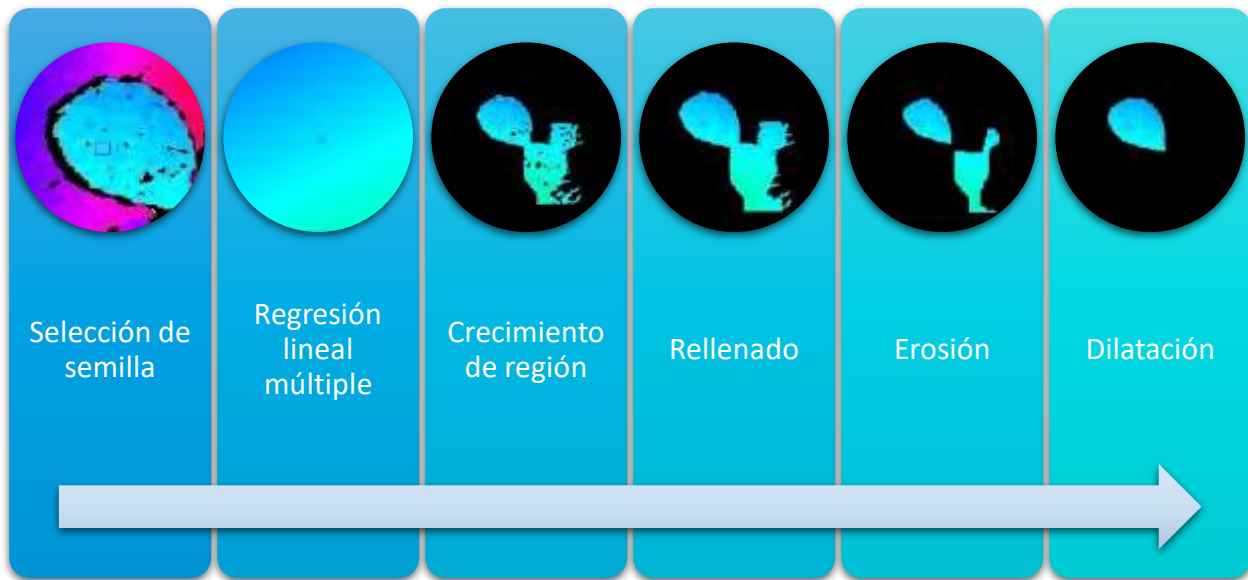 Selección de
semilla
Regresión
lineal
múltiple
Crecimiento
de región
Rellenado
Erosión
Dilatación